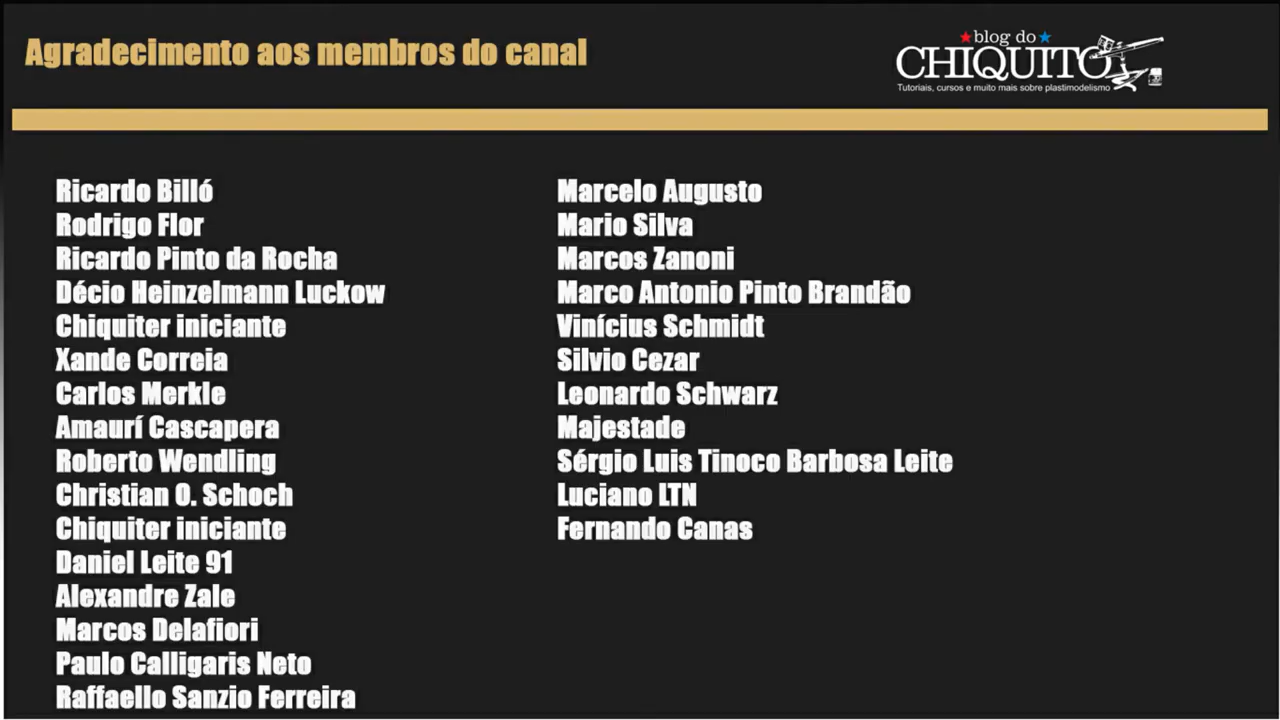 Agradecimento aos membros do canal
blog do
CHIQUITO
Tutoriais, cursos e muito mais sobre plastimodelismo
Ricardo Billó
Rodrigo Flor
Ricardo Pinto da Rocha
Décio Heinzelmann Luckow
Chiquiter iniciante
Xande Correia
Carlos Merkle
Amaurí Cascapera
Roberto Wendling
Christian O. Schoch
Chiquiter iniciante
Daniel Leite 91
Alexandre Zale
Marcos Delafiori
Paulo Calligaris Neto
Raffaello Sanzio Ferreira
Marcelo Augusto
Mario Silva
Marcos Zanoni
Marco Antonio Pinto Brandão
Vinícius Schmidt
Silvio Cezar
Leonardo Schwarz
Majestade
Sérgio Luis Tinoco Barbosa Leite
Luciano LTN
Fernando Canas